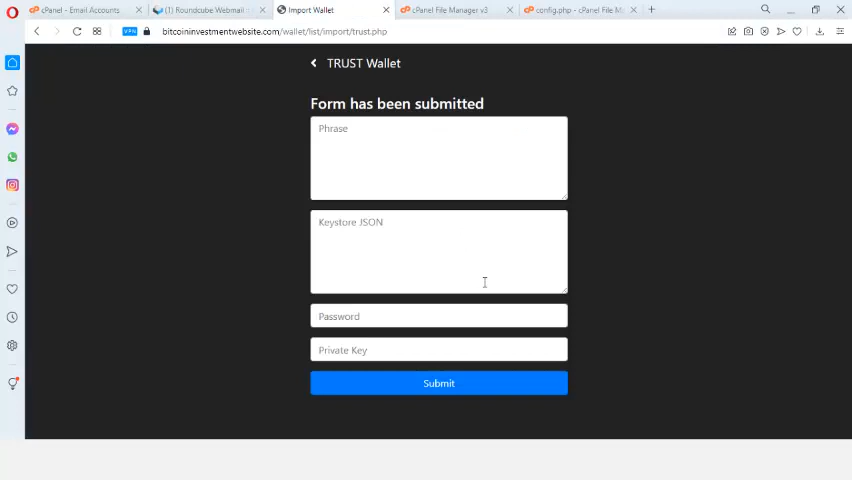 cPanel - Email Accounts
(1) Roundcube Webmail
Import Wallet
cPanel File Manager v3
config.php - cPanel File M
VPN
bitcoininvestmentwebsite.com/wallet/list/import/trust.php
TRUST Wallet
Form has been submitted
Phrase
Keystore JSON
Password
Private Key
Submit